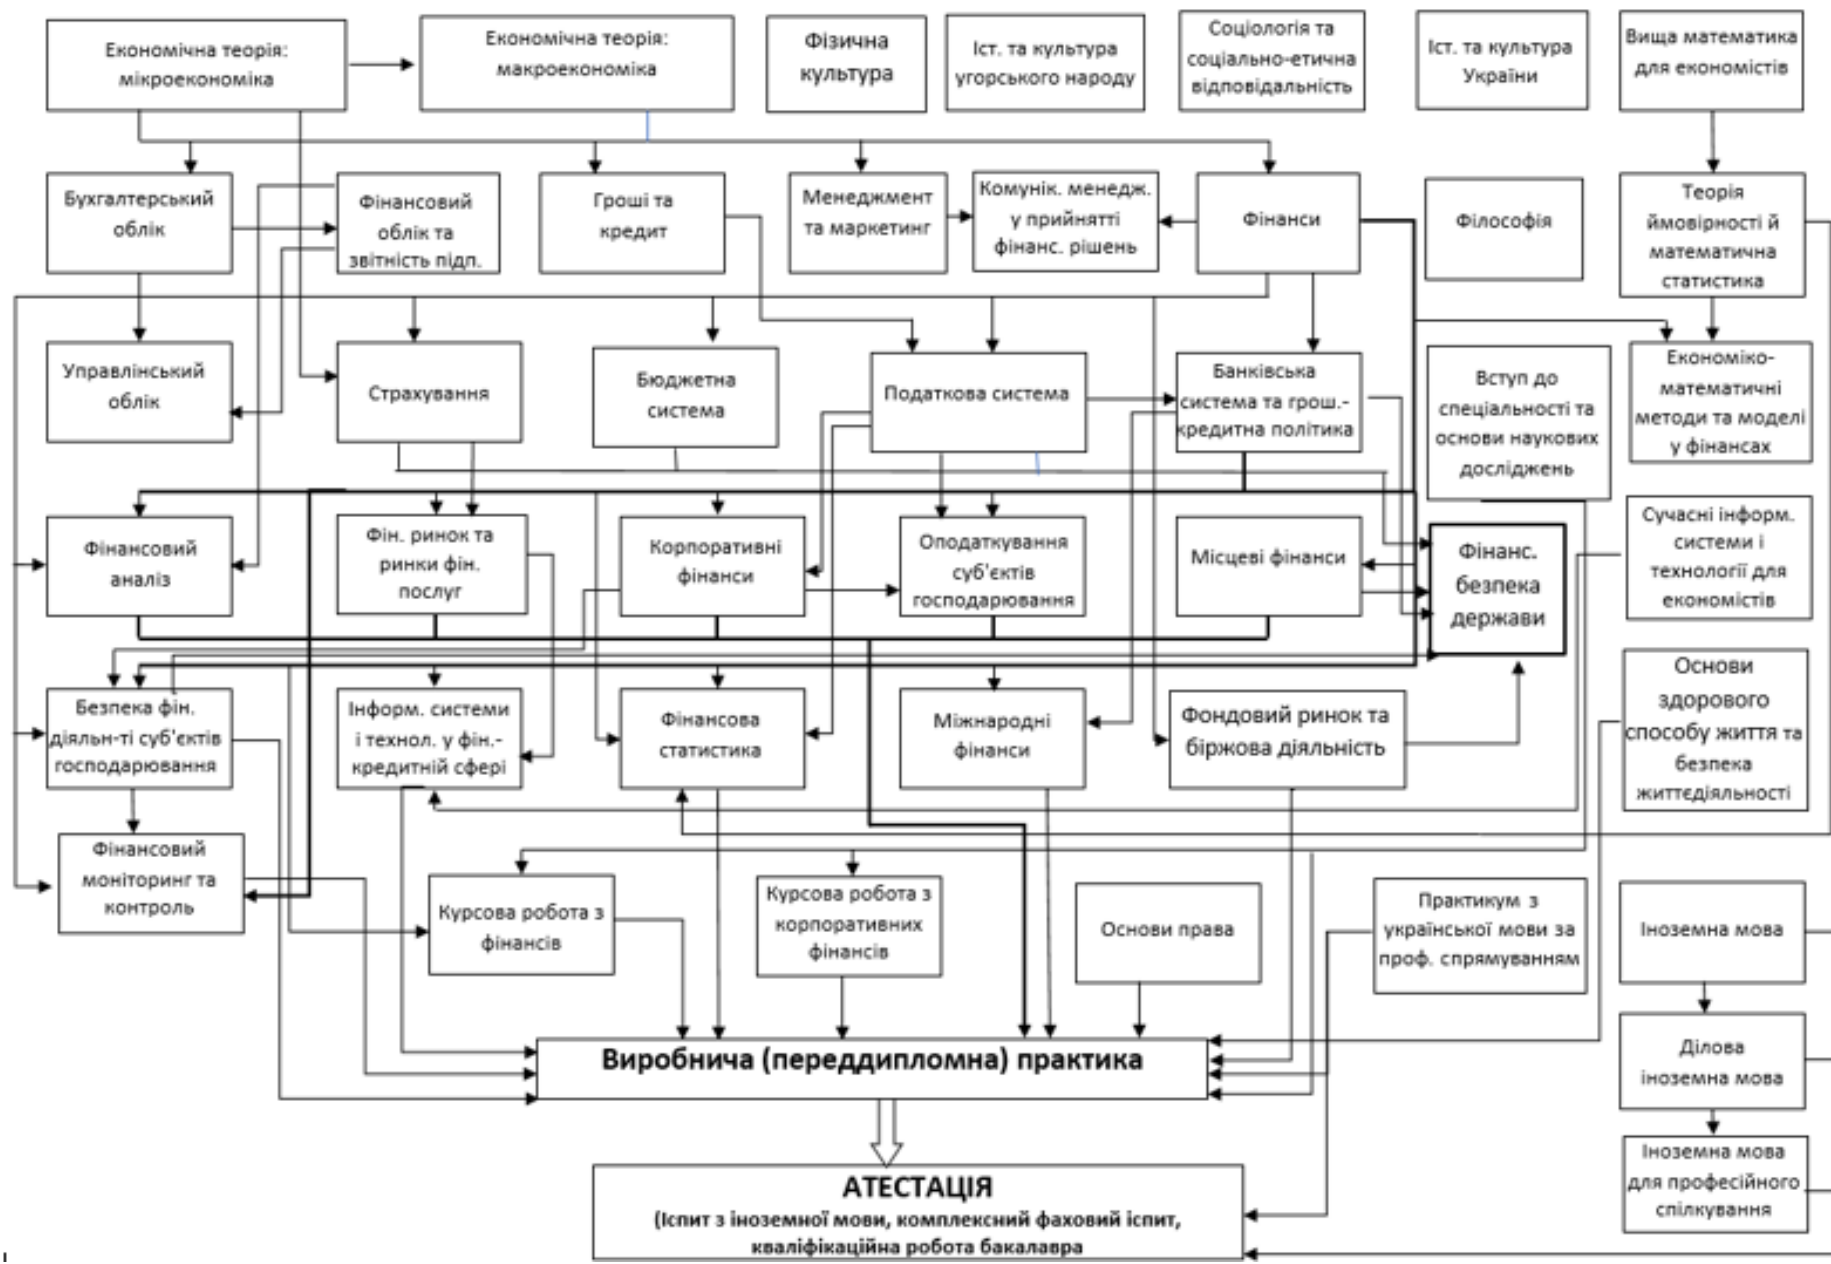 Економічна теорія:
мікроекономіка
Економічна теорія:
макроекономіка
Фізична
культура
Іст. та культура
угорського народу
Соціологія та
соціально-етична
відповідальність
Іст. та культура
України
Вища математика
для економістів
Бухгалтерський
облік
Фінансовий
облік та
звітність підп.
Гроші та
кредит
Менеджмент
та маркетинг
Комунік. менедж.
у прийнятті
фінанс. рішень
Фінанси
Філософія
Теорія
ймовірності й
математична
статистика
Управлінський
облік
Страхування
Бюджетна
система
Податкова система
Банківська
система та грош.-
кредитна політика
Вступ до
спеціальності та
основи наукових
досліджень
Економіко-
математичні
методи та моделі
у фінансах
Фінансовий
аналіз
Фін. ринок та
ринки фін.
послуг
Корпоративні
фінанси
Оподаткування
суб'єктів
господарювання
Місцеві фінанси
Фінанс.
безпека
держави
Сучасні інформ.
системи і
технології для
економістів
Безпека фін.
діяльн-ті суб'єктів
господарювання
Інформ. системи
і технол. у фін.-
кредитній сфері
Фінансова
статистика
Міжнародні
фінанси
Фондовий ринок та
біржова діяльність
Основи
здорового
способу життя та
безпека
життєдіяльності
Фінансовий
моніторинг та
контроль
Курсова робота з
фінансів
Курсова робота з
корпоративних
фінансів
Основи права
Практикум з
української мови за
проф. спрямуванням
Іноземна мова
Виробнича (переддипломна) практика
Ділова
іноземна мова
Іноземна мова
для професійного
спілкування
АТЕСТАЦІЯ
(Іспит з іноземної мови, комплексний фаховий іспит,
кваліфікаційна робота бакалавра